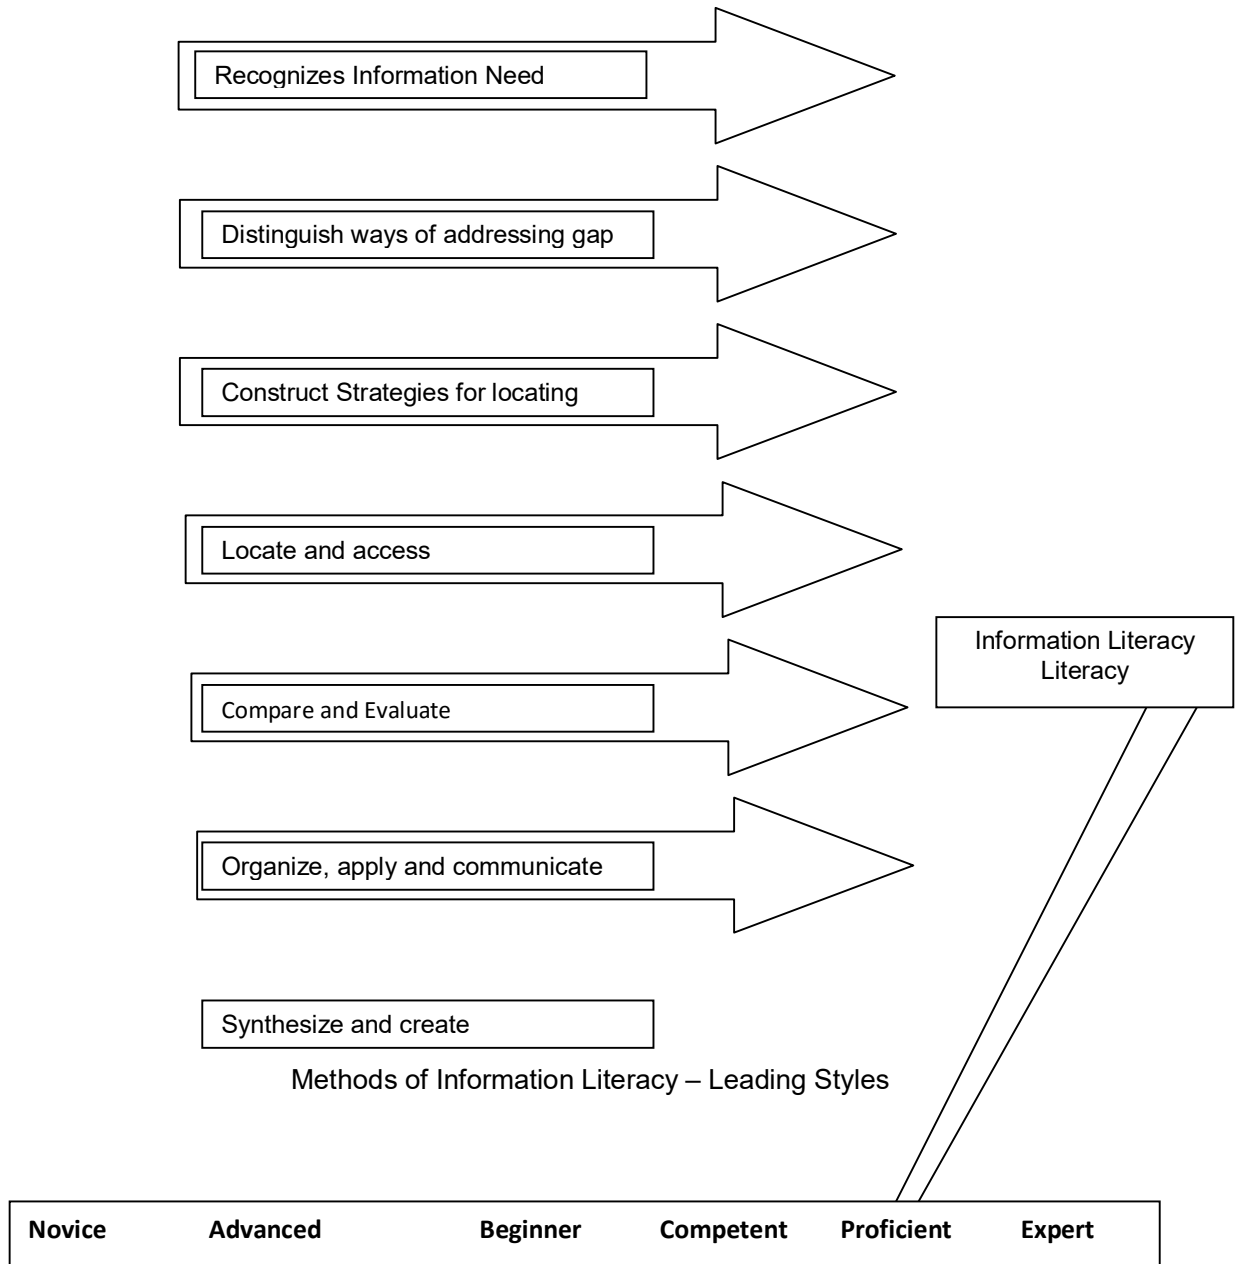 Recognizes Information Need
Distinguish ways of addressing gap
Construct Strategies for locating
Locate and access
Information Literacy
Literacy
Compare and Evaluate
Organize, apply and communicate
Synthesize and create
Methods of Information Literacy – Leading Styles
Novice Advanced Beginner Competent Proficient Expert